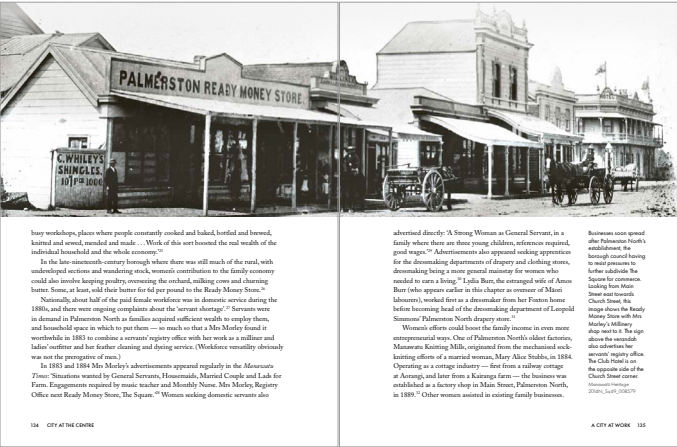 PALMERSTON READY MONEY STORE.
C. WHILEY'S
SHINGLES.
HOTEL
busy workshops, places where people constantly cooked and baked, bottled and brewed,
knitted and sewed, mended and made . . . Work of this sort boosted the real wealth of the
individual household and the whole economy.'²⁵
In the late-nineteenth-century borough where there was still much of the rural, with
undeveloped sections and wandering stock, women's contribution to the family economy
could also involve keeping poultry, overseeing the orchard, milking cows and churning
butter. Some, at least, sold their butter for 6d per pound to the Ready Money Store.²⁶
Nationally, about half of the paid female workforce was in domestic service during the
1880s, and there were ongoing complaints about the 'servant shortage'.²⁷ Servants were
in demand in Palmerston North as families acquired sufficient wealth to employ them,
and household space in which to put them — so much so that a Mrs Morley found it
worthwhile in 1883 to combine a servants' registry office with her work as a milliner and
ladies' outfitter and her feather cleaning and dyeing service. (Workforce versatility obviously
was not the prerogative of men.)
In 1883 and 1884 Mrs Morley's advertisements appeared regularly in the Manawatu
Times: 'Situations wanted by General Servants, Housemaids, Married Couple and Lads for
Farm. Engagements required by music teacher and Monthly Nurse. Mrs Morley, Registry
Office next Ready Money Store, The Square.'²⁸ Women seeking domestic servants also
134 CITY AT THE CENTRE
advertised directly: 'A Strong Woman as General Servant, in a
family where there are three young children, references required,
good wages.'²⁹ Advertisements also appeared seeking apprentices
for the dressmaking departments of drapery and clothing stores,
dressmaking being a more general mainstay for women who
needed to earn a living.³⁰ Lydia Burr, the estranged wife of Amos
Burr (who appears earlier in this chapter as overseer of Māori
labourers), worked first as a dressmaker from her Foxton home
before becoming head of the dressmaking department of Leopold
Simmons' Palmerston North drapery store.³¹
Women's efforts could boost the family income in even more
entrepreneurial ways. One of Palmerston North's oldest factories,
Manawatu Knitting Mills, originated from the mechanised sock-
knitting efforts of a married woman, Mary Alice Stubbs, in 1884.
Operating as a cottage industry — first from a railway cottage
at Aorangi, and later from a Kairanga farm — the business was
established as a factory shop in Main Street, Palmerston North,
in 1889.³² Other women assisted in existing family businesses.
Businesses soon spread
after Palmerston North's
establishment, the
borough council having
to resist pressures to
further subdivide The
Square for commerce.
Looking from Main
Street east towards
Church Street, this
image shows the Ready
Money Store with Mrs
Morley's Millinery
shop next to it. The sign
above the verandah
also advertises her
servants' registry office.
The Club Hotel is on
the opposite side of the
Church Street corner.
Manawatū Heritage
A CITY AT WORK 135